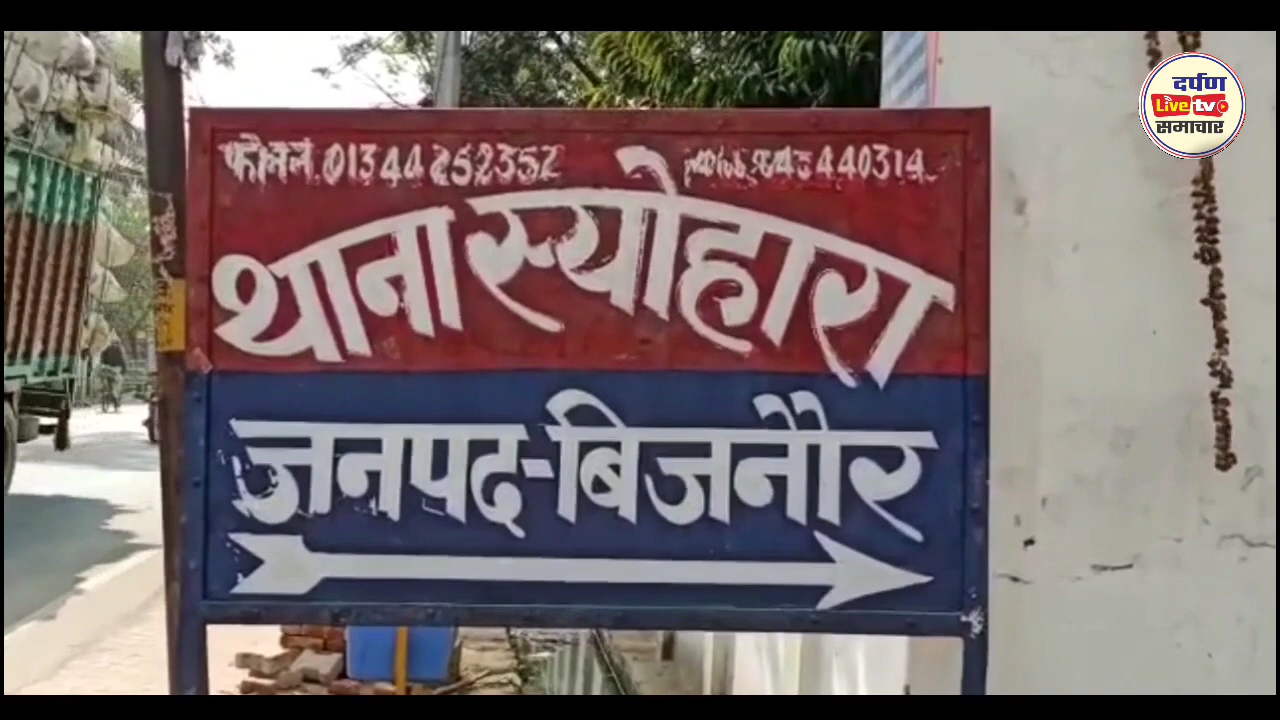 फोन नं. 01344 252352
थाना स्योहारा
जनपद-बिजनौर
दर्पण
Live tv
समाचार